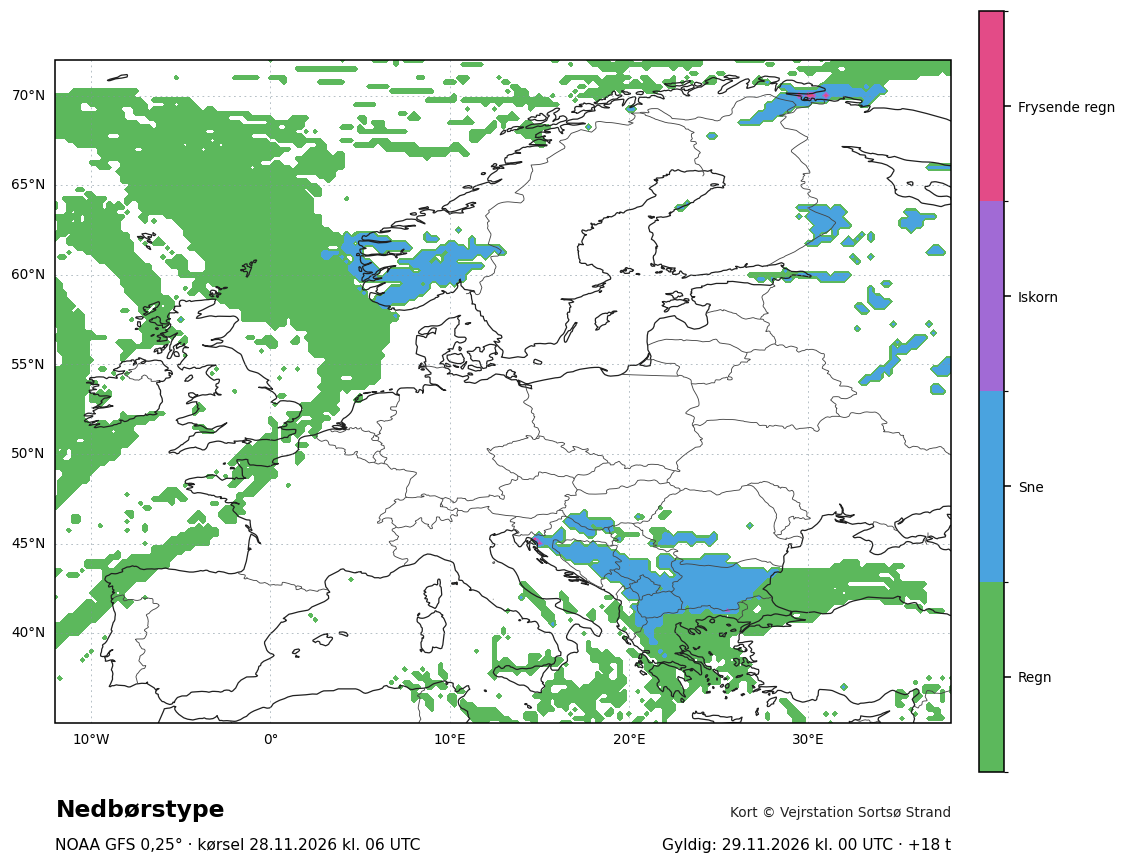 70°N
65°N
60°N
55°N
50°N
45°N
40°N
10°W
0°
10°E
20°E
30°E
Frysende regn
Iskorn
Sne
Regn
Nedbørstype
Kort © Vejrstation Sortsø Strand
NOAA GFS 0,25° · kørsel 28.11.2026 kl. 06 UTC
Gyldig: 29.11.2026 kl. 00 UTC · +18 t